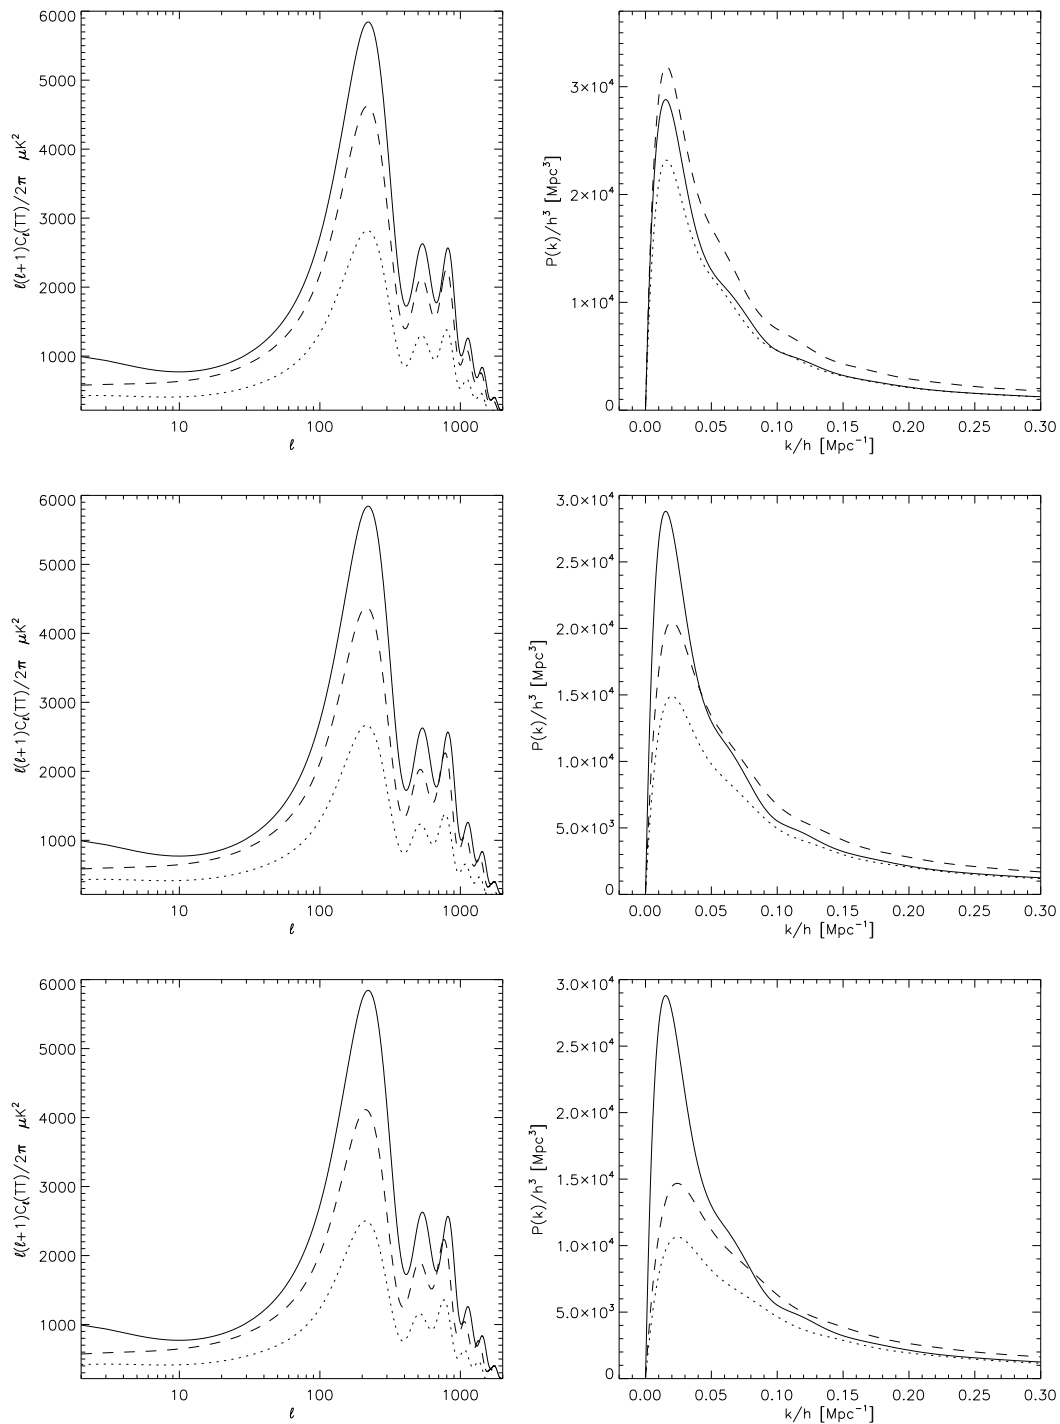 6000
5000
4000
3000
2000
1000
ℓ(ℓ+1)Cℓ(TT)/2π μK²
10 100 1000
ℓ
3×10⁴
2×10⁴
1×10⁴
0
P(k)/h³ [Mpc³]
0.00 0.05 0.10 0.15 0.20 0.25 0.30
k/h [Mpc⁻¹]
6000
5000
4000
3000
2000
1000
ℓ(ℓ+1)Cℓ(TT)/2π μK²
10 100 1000
ℓ
3.0×10⁴
2.5×10⁴
2.0×10⁴
1.5×10⁴
1.0×10⁴
5.0×10³
0
P(k)/h³ [Mpc³]
0.00 0.05 0.10 0.15 0.20 0.25 0.30
k/h [Mpc⁻¹]
6000
5000
4000
3000
2000
1000
ℓ(ℓ+1)Cℓ(TT)/2π μK²
10 100 1000
ℓ
3.0×10⁴
2.5×10⁴
2.0×10⁴
1.5×10⁴
1.0×10⁴
5.0×10³
0
P(k)/h³ [Mpc³]
0.00 0.05 0.10 0.15 0.20 0.25 0.30
k/h [Mpc⁻¹]